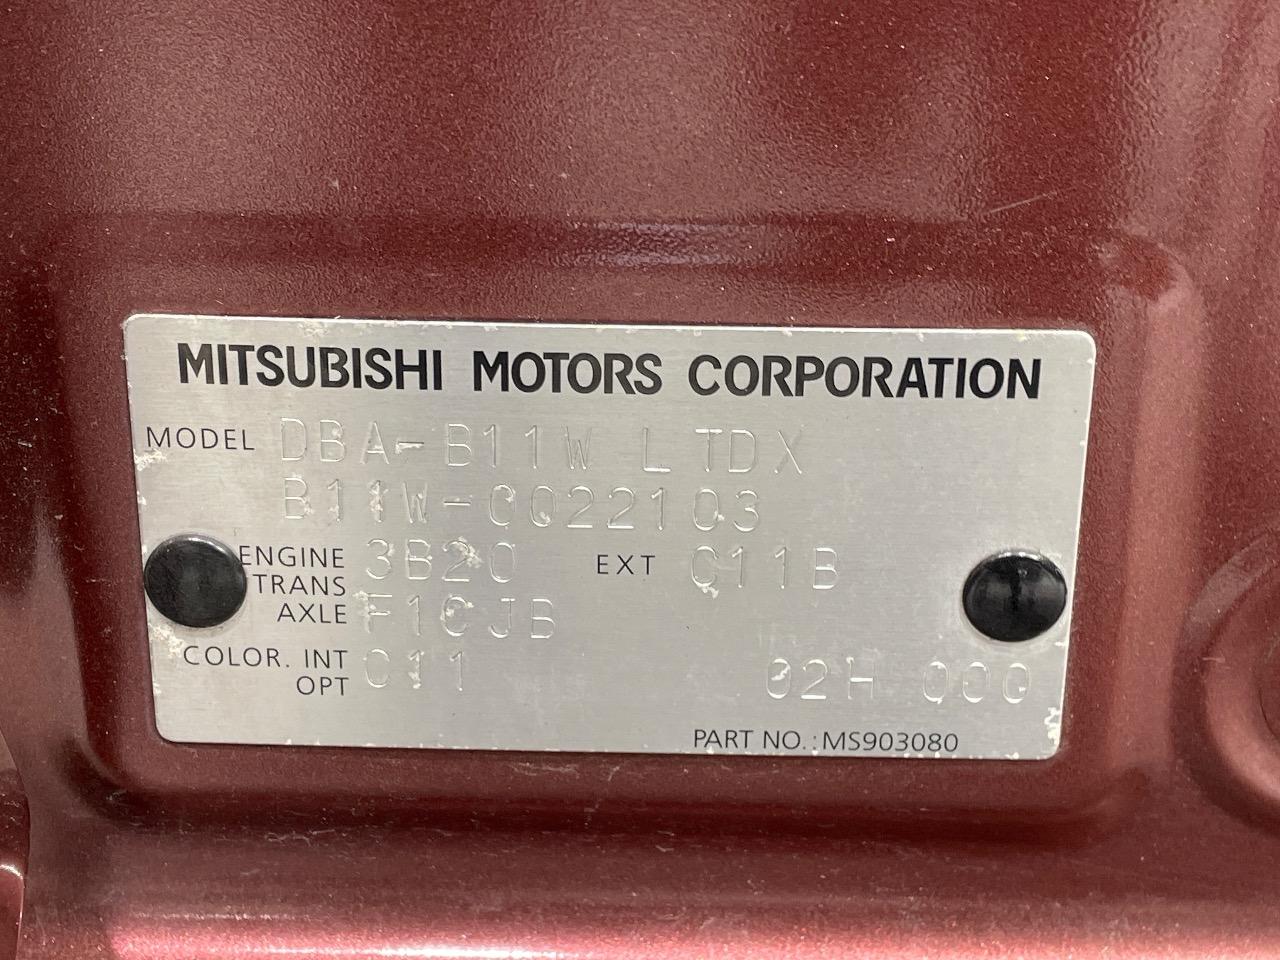 MITSUBISHI MOTORS CORPORATION
MODEL DBA-B11W LTDX
B11W-0022103
ENGINE 3B20 EXT C11B
TRANS
AXLE F1CJB
COLOR. INT C11 02H 000
OPT
PART NO.: MS903080